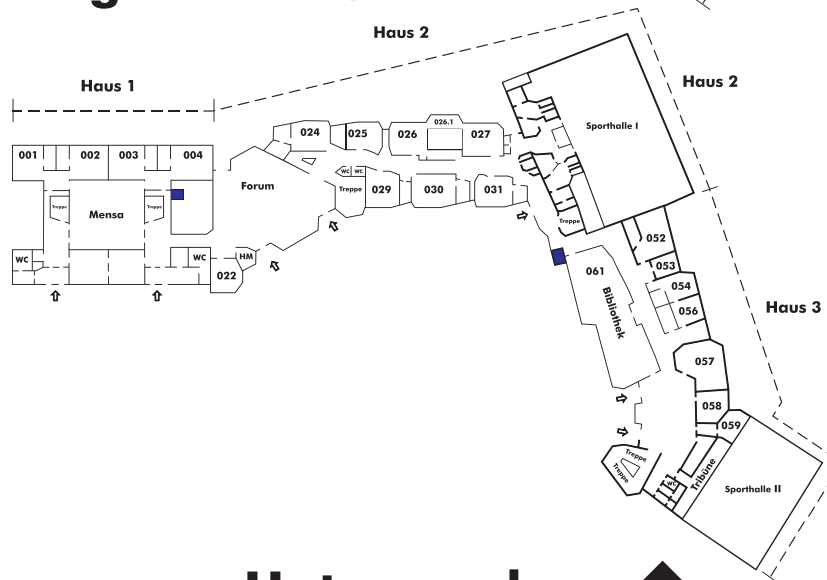 Haus 2
Haus 1
Haus 2
026.1
024
025
026
027
Sporthalle I
001
002
003
004
WC
WC
Forum
Treppe
029
030
031
Treppe
Treppe
Mensa
Treppe
052
WC
WC
HM
022
061
Bibliothek
053
054
056
Haus 3
057
058
059
Treppe
Treppe
WC
Tribüne
Sporthalle II